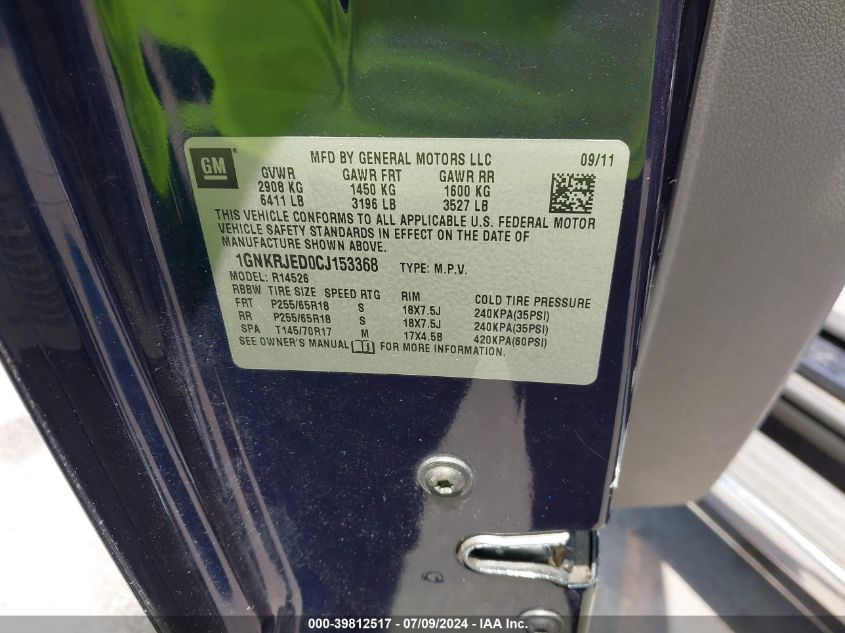 GM
MFD BY GENERAL MOTORS LLC 09/11
GVWR GAWR FRT GAWR RR
2908 KG 1450 KG 1600 KG
6411 LB 3196 LB 3527 LB
THIS VEHICLE CONFORMS TO ALL APPLICABLE U.S. FEDERAL MOTOR
VEHICLE SAFETY STANDARDS IN EFFECT ON THE DATE OF
MANUFACTURE SHOWN ABOVE.
1GNKRJED0CJ153368 TYPE: M.P.V.
MODEL: R14526
RBBW TIRE SIZE SPEED RTG RIM COLD TIRE PRESSURE
FRT P255/65R18 S 18X7.5J 240KPA(35PSI)
RR P255/65R18 S 18X7.5J 240KPA(35PSI)
SPA T145/70R17 M 17X4.5B 420KPA(60PSI)
SEE OWNER'S MANUAL FOR MORE INFORMATION.
000-39812517 - 07/09/2024 - IAA Inc.